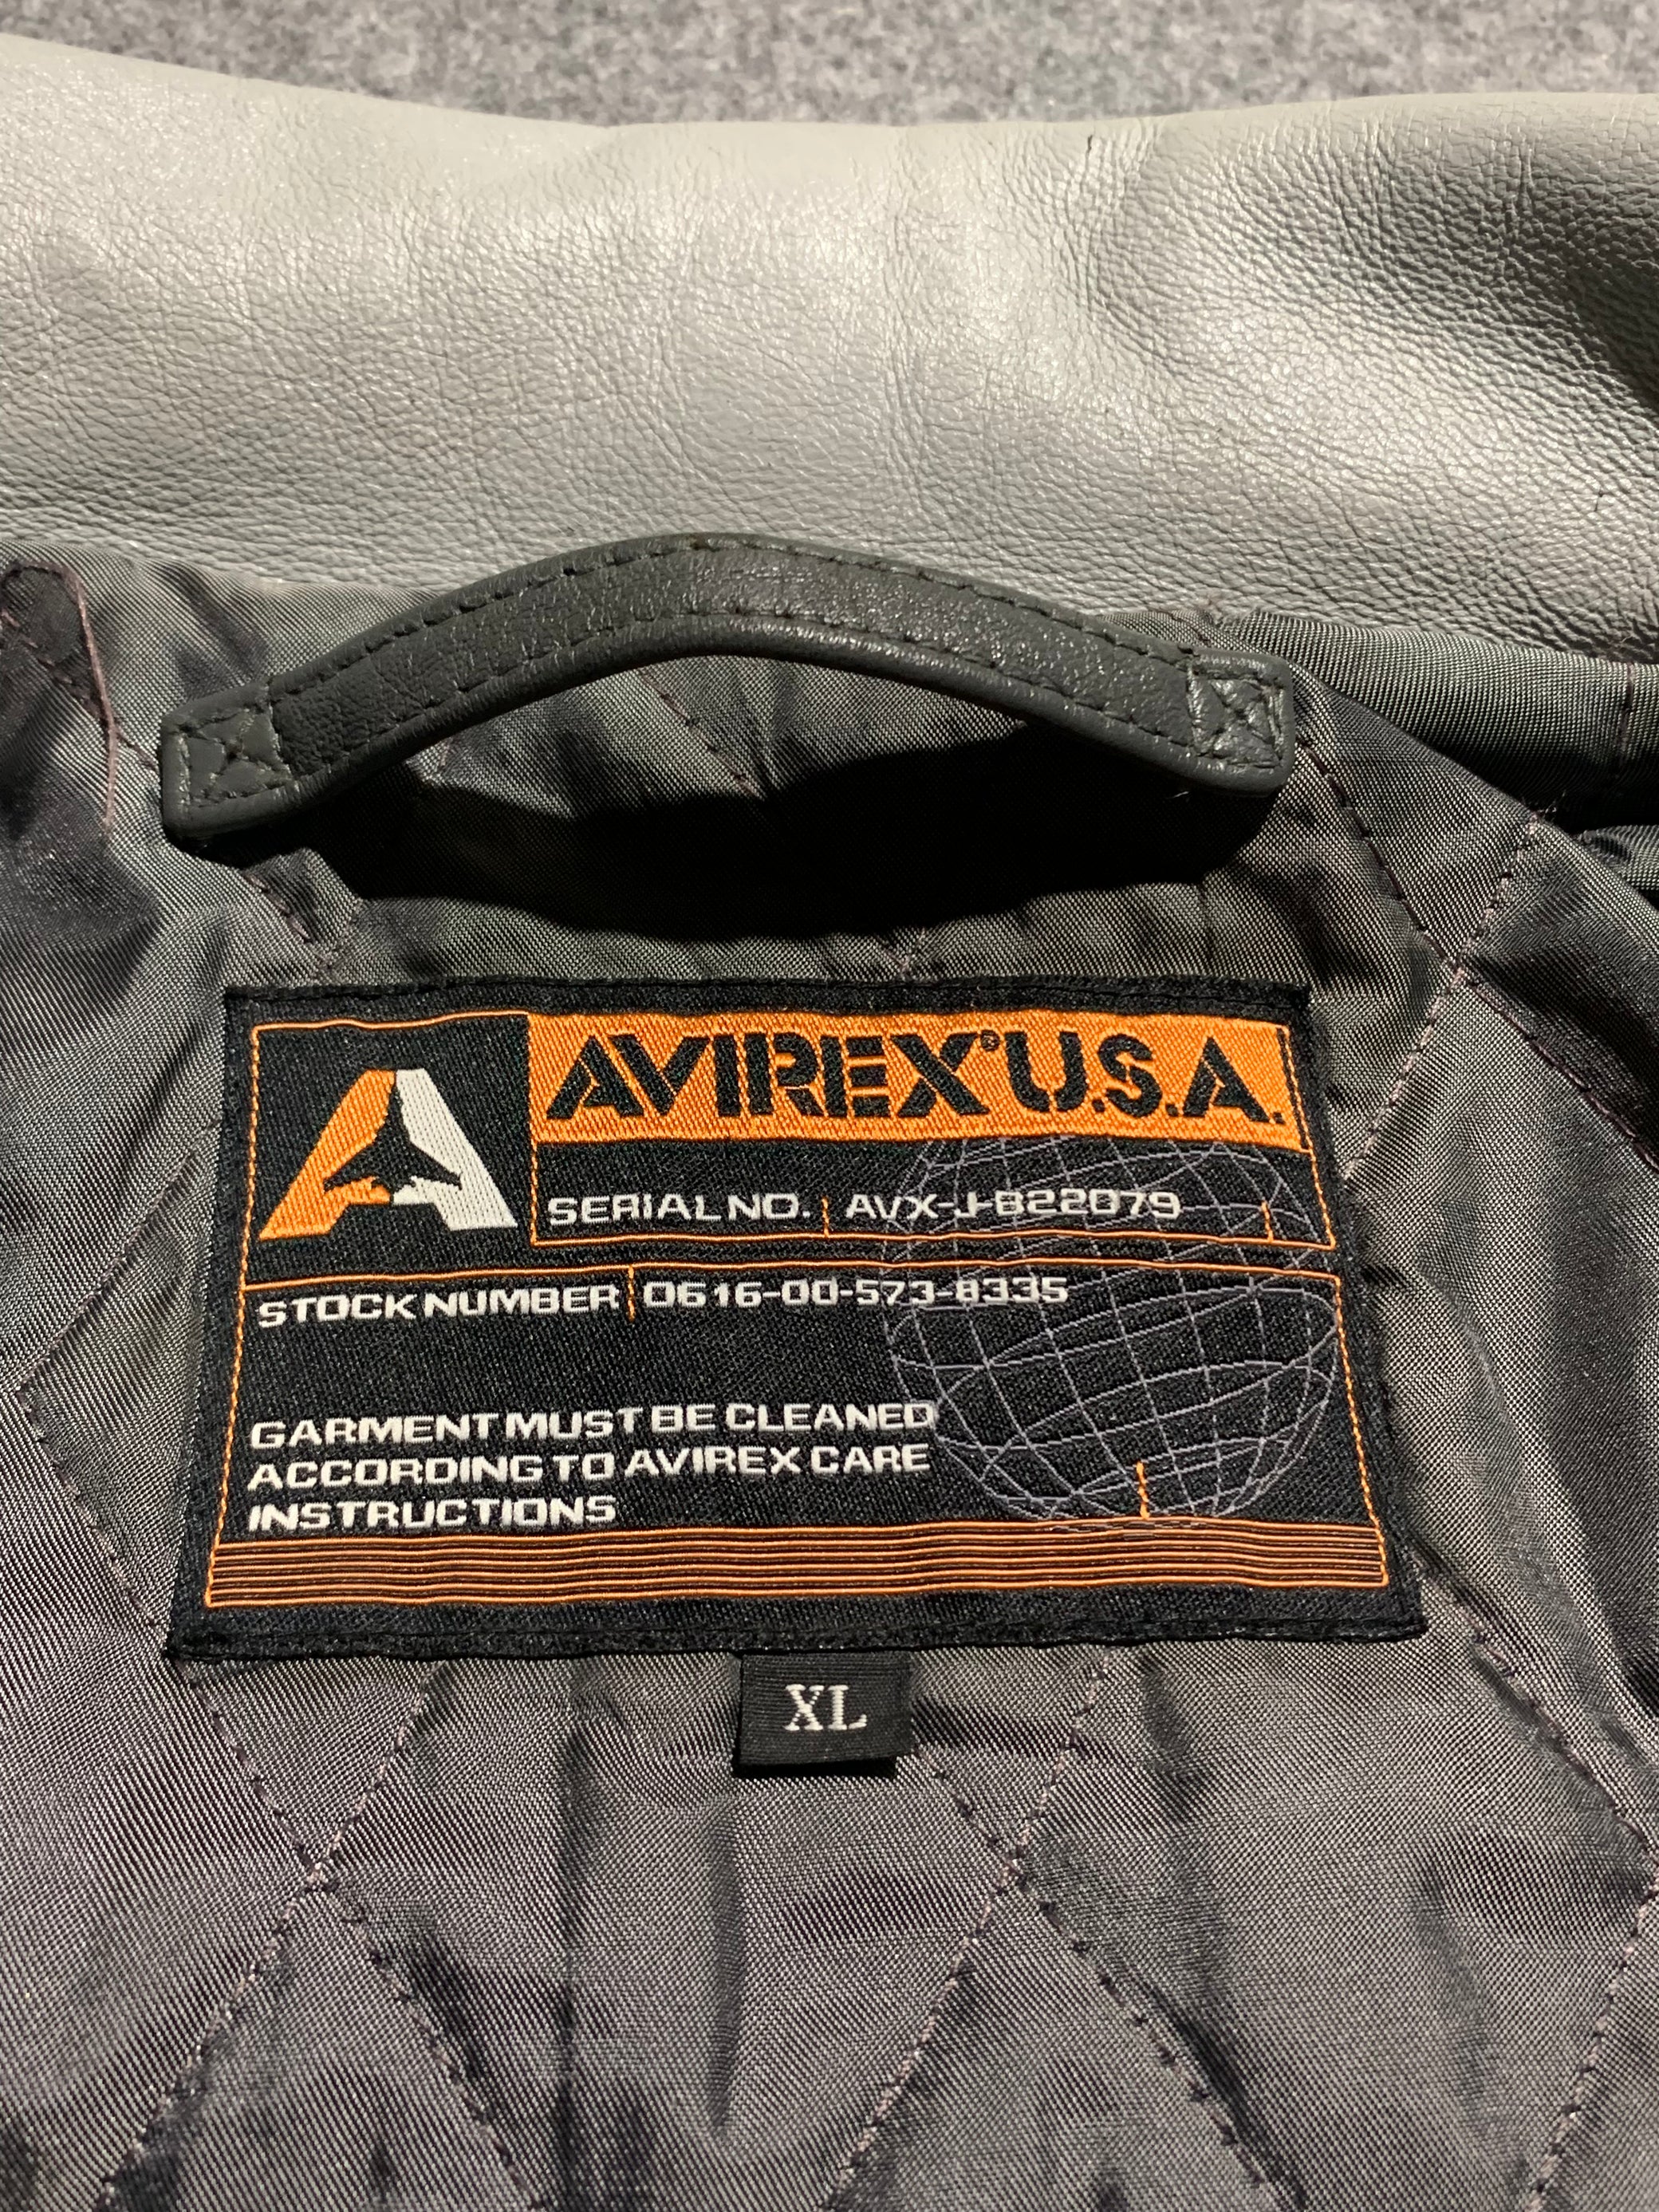 AVIREX® U.S.A.
SERIAL NO. AVX-J-B22079
STOCK NUMBER 0616-00-573-8335
GARMENT MUST BE CLEANED
ACCORDING TO AVIREX CARE
INSTRUCTIONS
XL